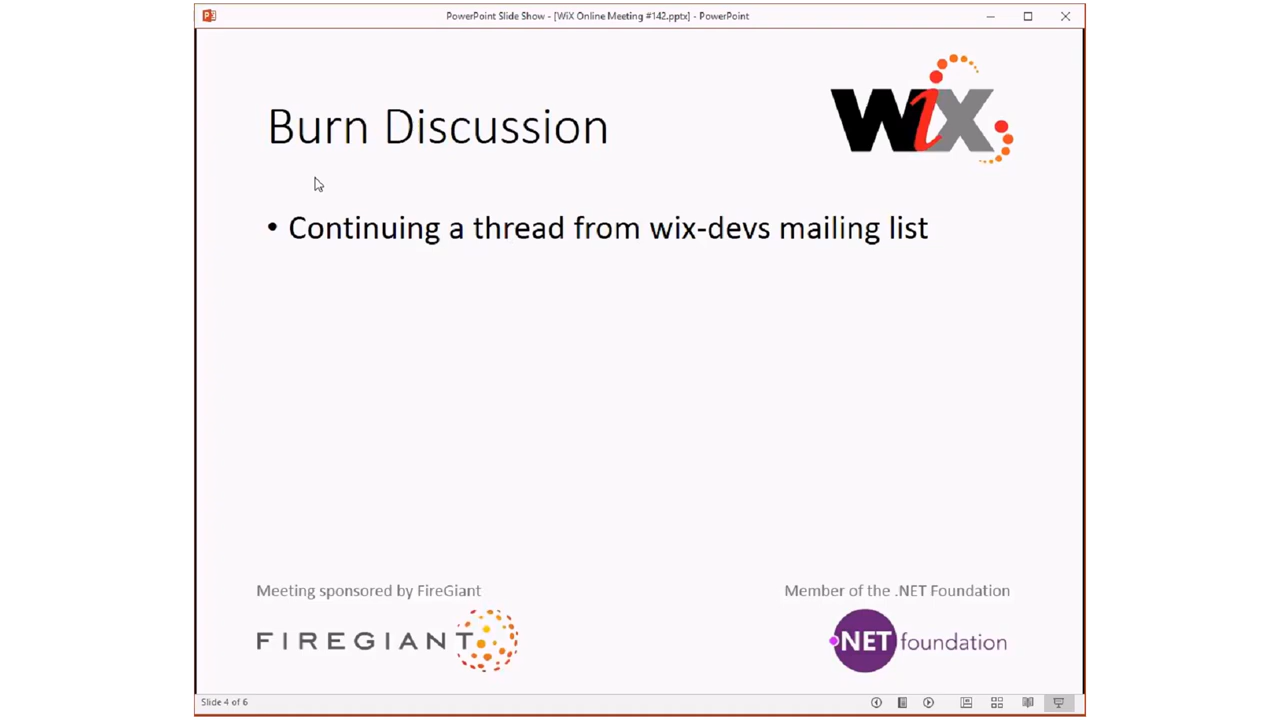 PowerPoint Slide Show - [WiX Online Meeting #142.pptx] - PowerPoint
WiX
Burn Discussion
• Continuing a thread from wix-devs mailing list
Meeting sponsored by FireGiant
Member of the .NET Foundation
FIREGIANT
.NET foundation
Slide 4 of 6